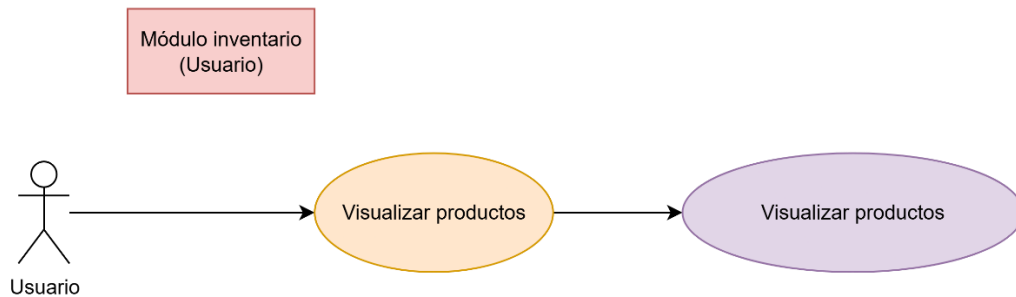 Módulo inventario
(Usuario)
Visualizar productos
Visualizar productos
Usuario